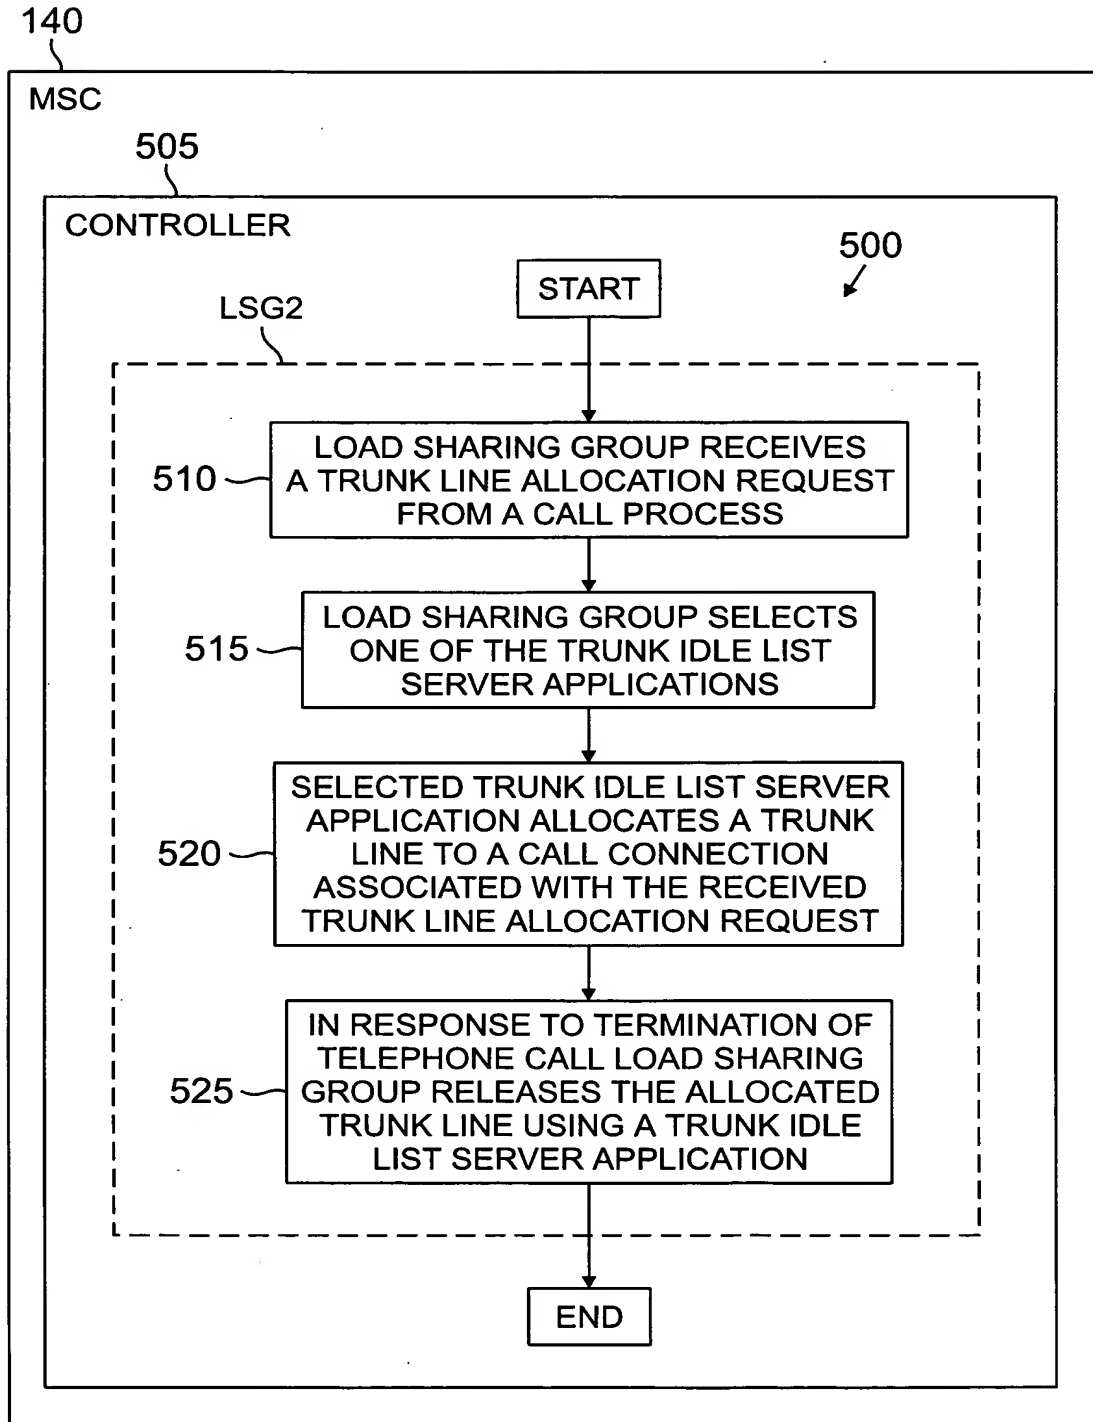 140
MSC
505
CONTROLLER
500
START
LSG2
LOAD SHARING GROUP RECEIVES
A TRUNK LINE ALLOCATION REQUEST
FROM A CALL PROCESS
510
LOAD SHARING GROUP SELECTS
ONE OF THE TRUNK IDLE LIST
SERVER APPLICATIONS
515
SELECTED TRUNK IDLE LIST SERVER
APPLICATION ALLOCATES A TRUNK
LINE TO A CALL CONNECTION
ASSOCIATED WITH THE RECEIVED
TRUNK LINE ALLOCATION REQUEST
520
IN RESPONSE TO TERMINATION OF
TELEPHONE CALL LOAD SHARING
GROUP RELEASES THE ALLOCATED
TRUNK LINE USING A TRUNK IDLE
LIST SERVER APPLICATION
525
END